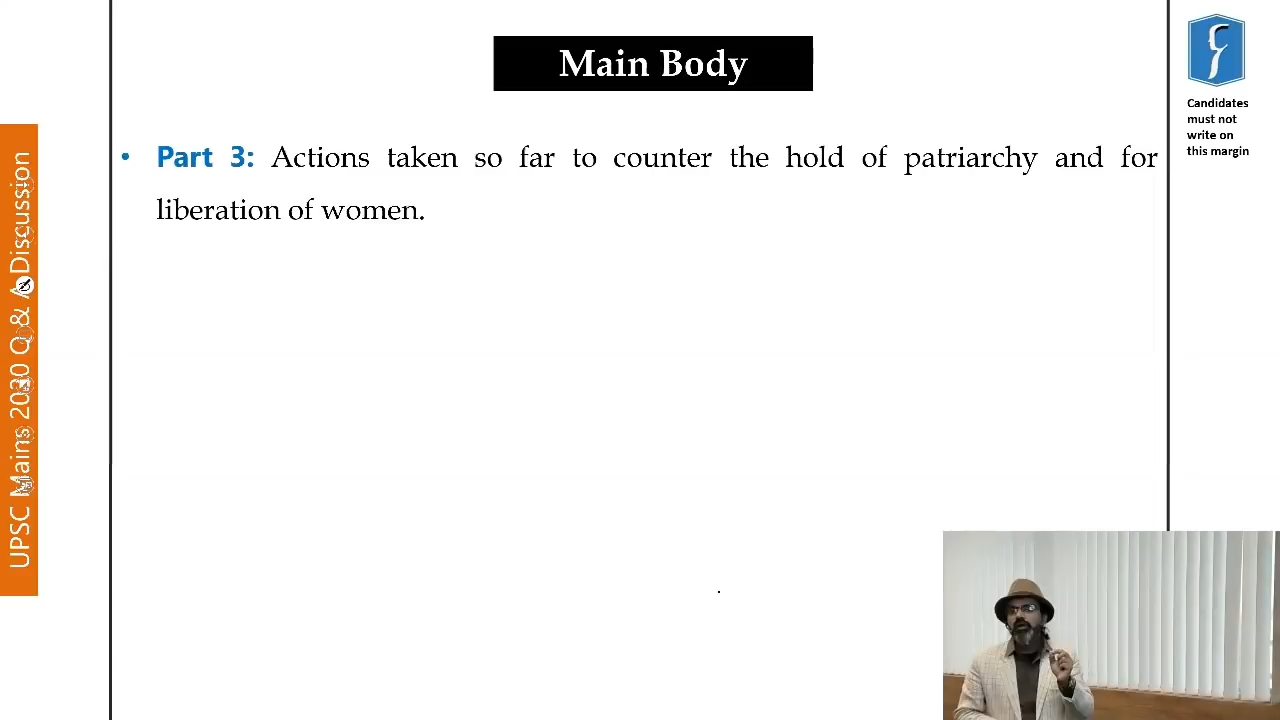 Main Body
Candidates
must not
write on
this margin
• Part 3: Actions taken so far to counter the hold of patriarchy and for
liberation of women.
UPSC Mains 2020 Q & A Discussion